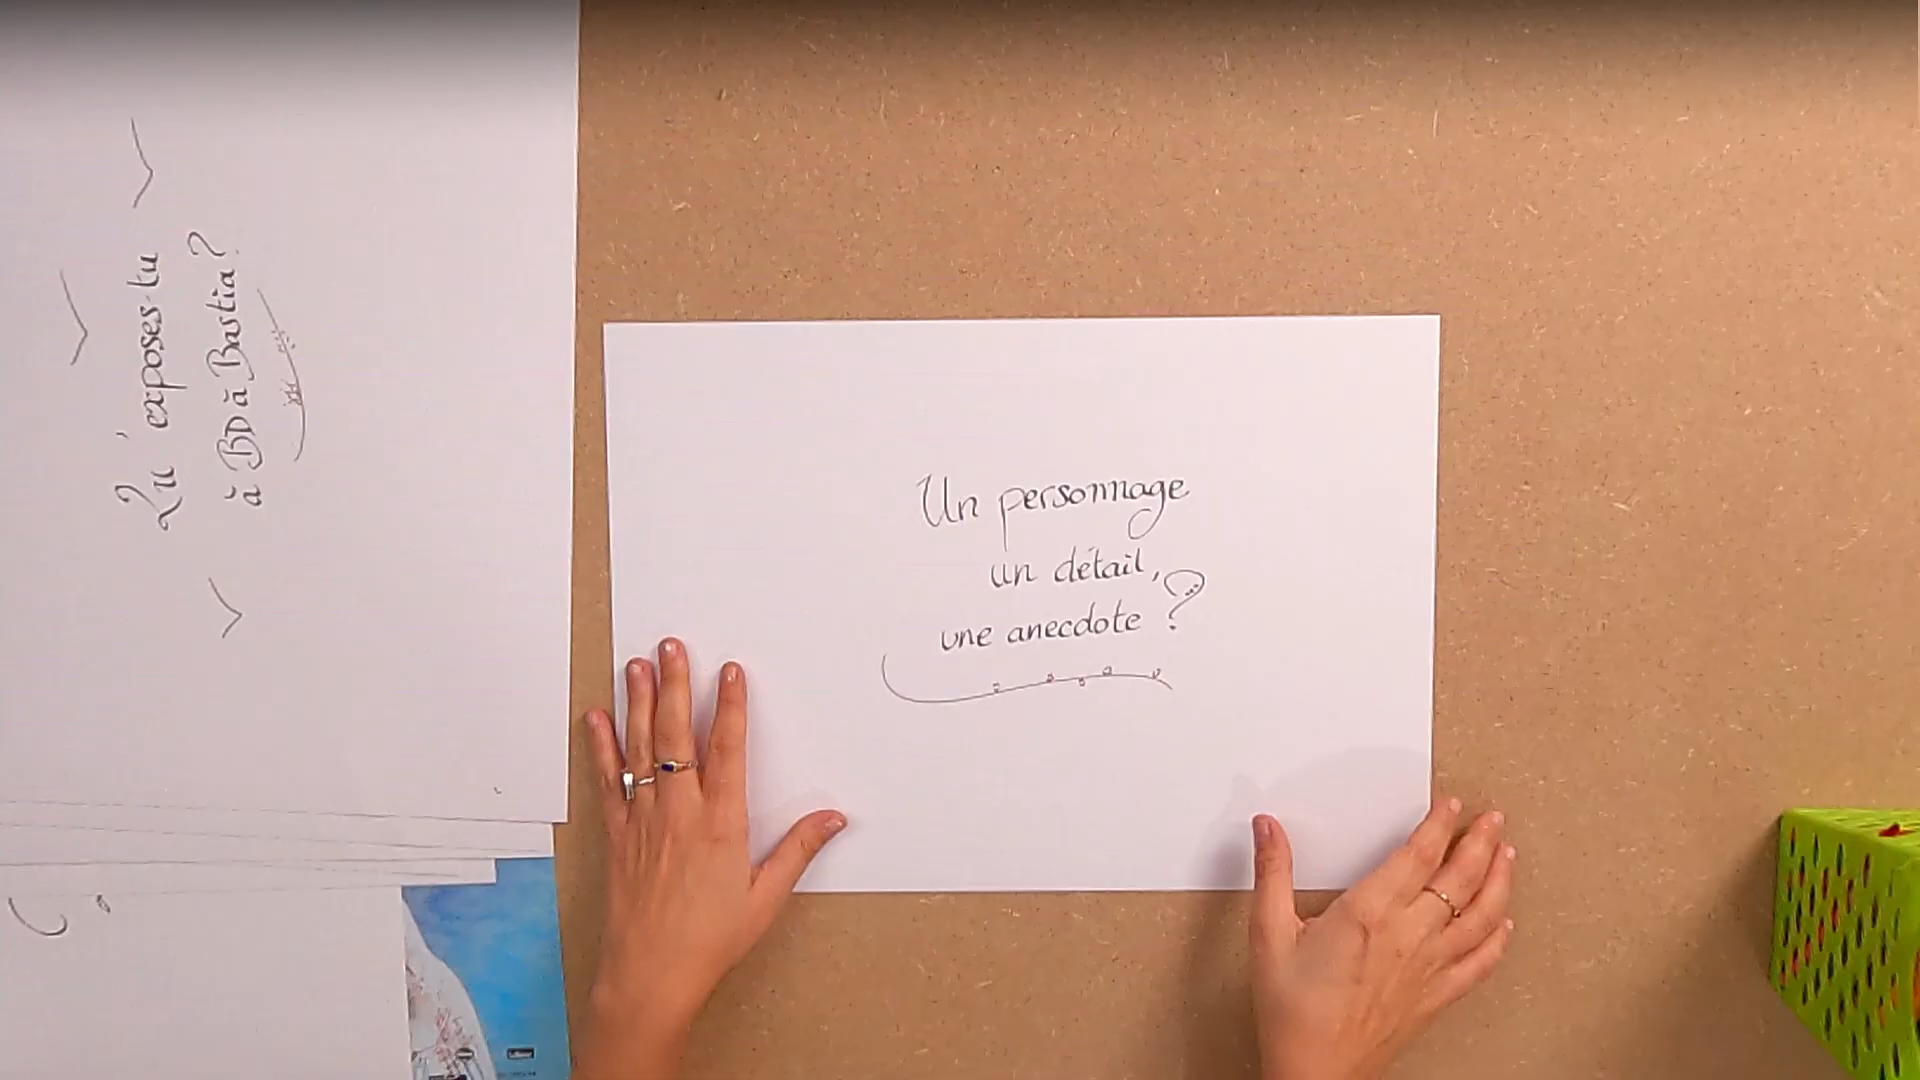 Qu'exposes-tu
à BD à Bastia?
Un personnage
un détail,
une anecdote?